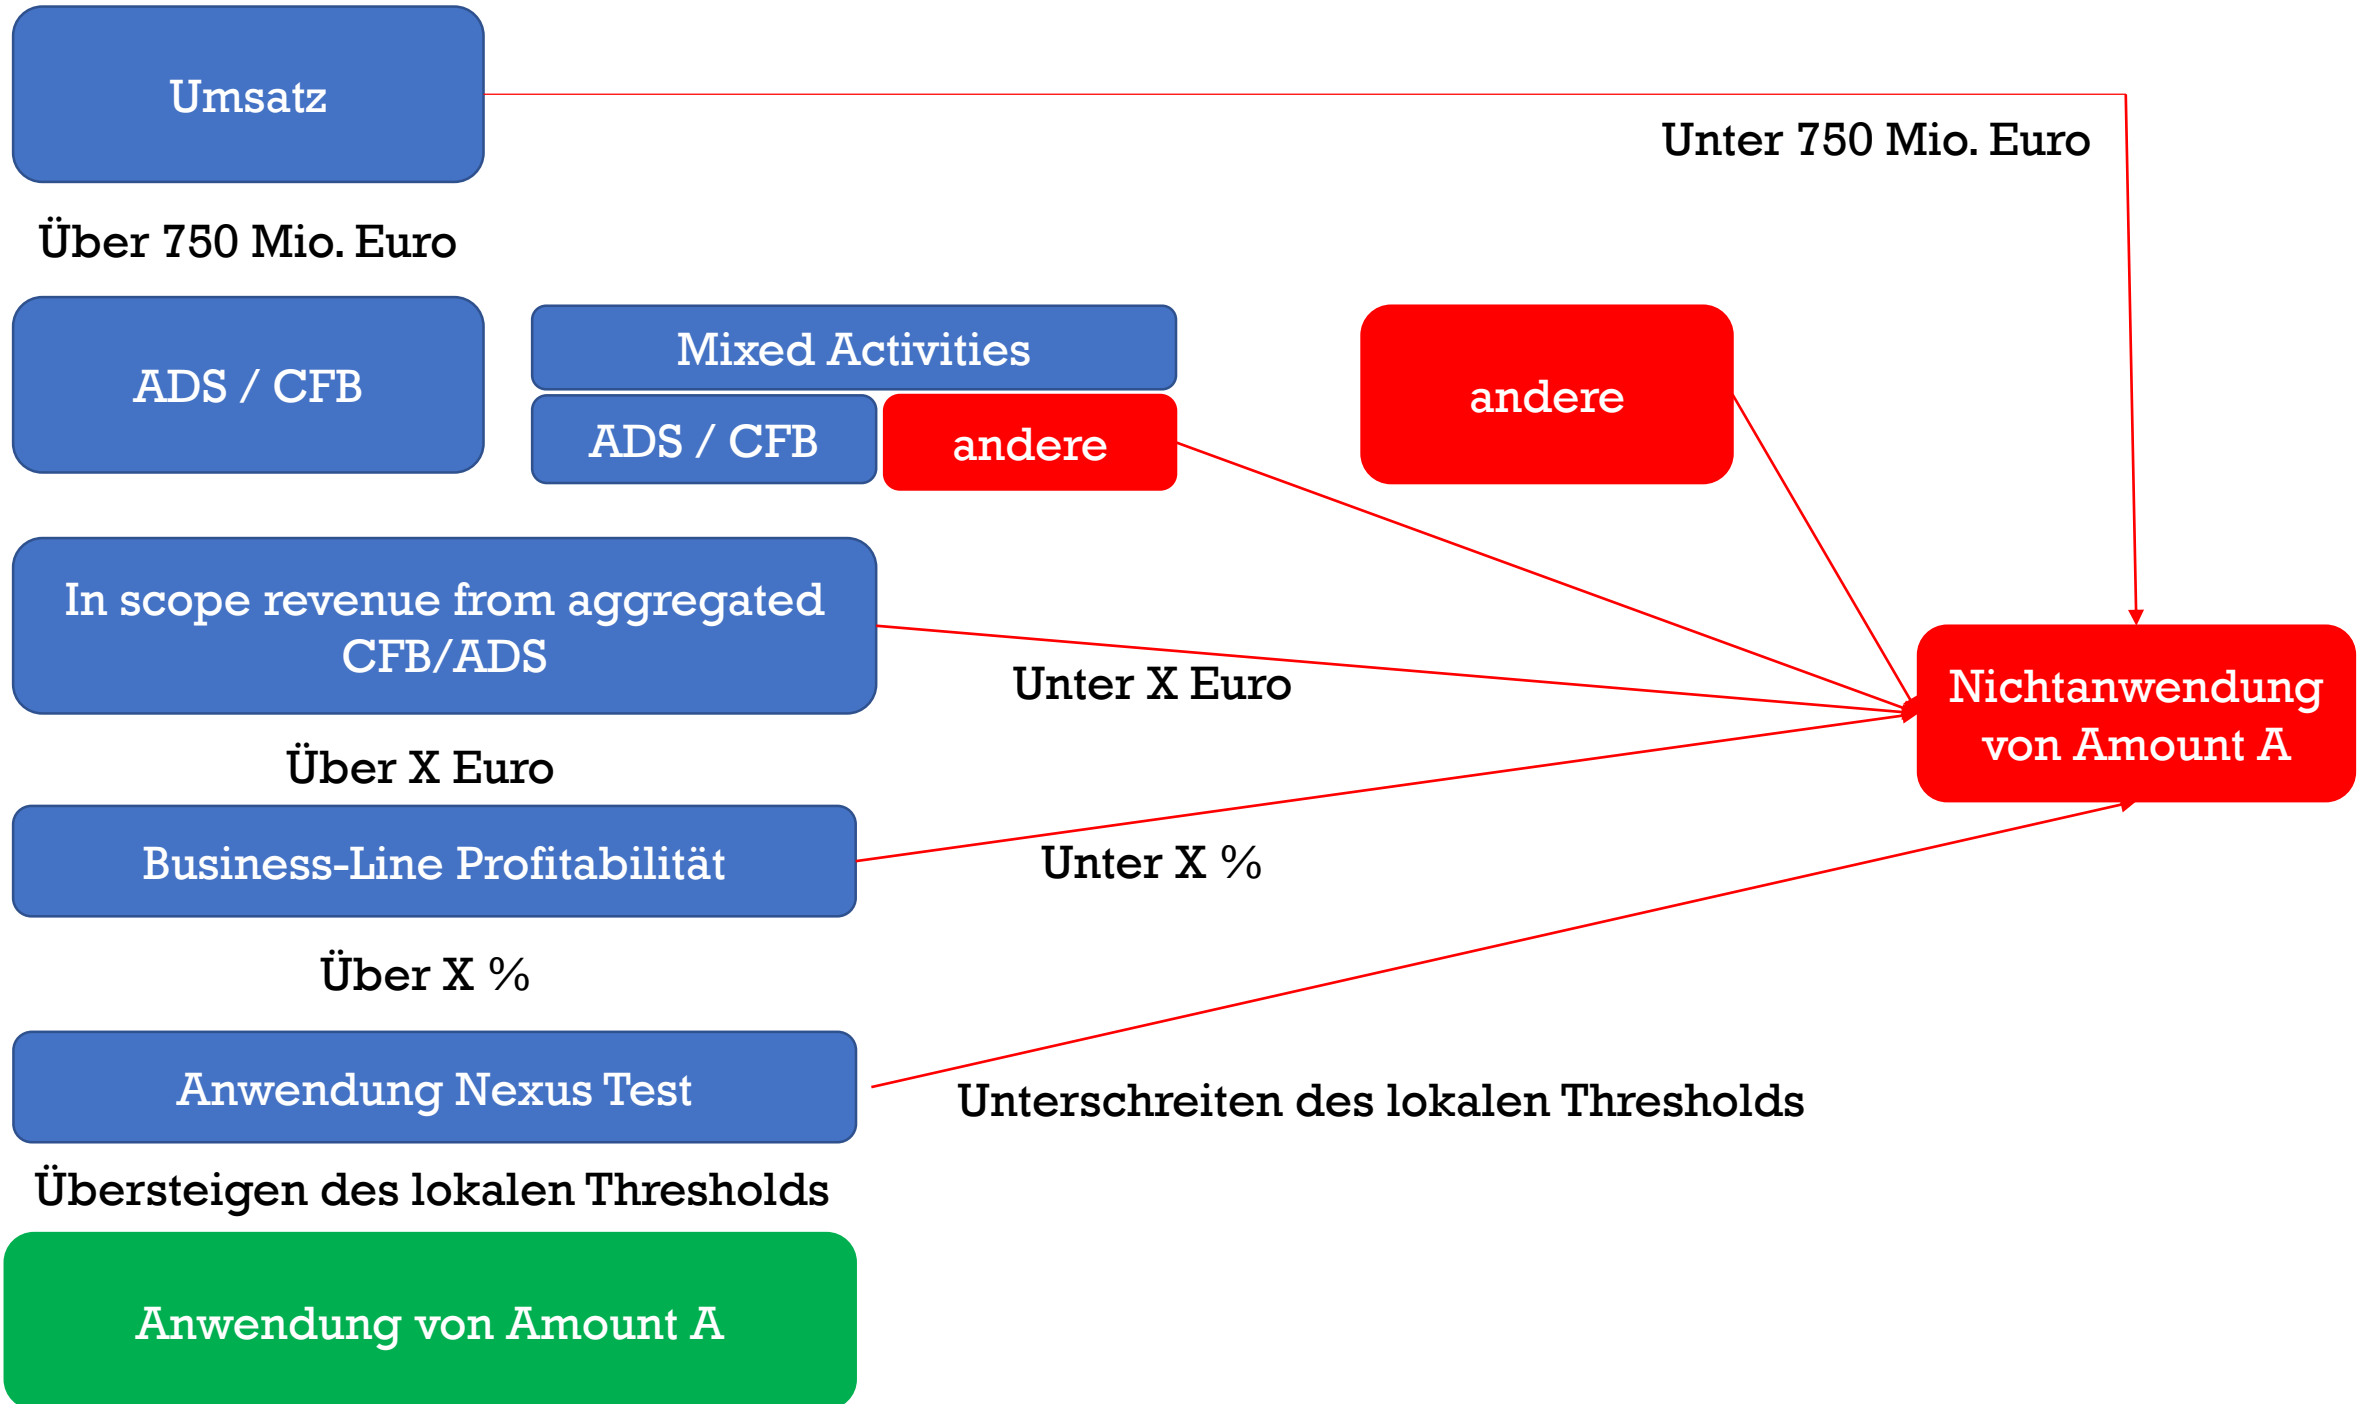 Umsatz
Unter 750 Mio. Euro
Über 750 Mio. Euro
ADS / CFB
Mixed Activities
ADS / CFB
andere
andere
In scope revenue from aggregated
CFB/ADS
Unter X Euro
Nichtanwendung
von Amount A
Über X Euro
Business-Line Profitabilität
Unter X %
Über X %
Anwendung Nexus Test
Unterschreiten des lokalen Thresholds
Übersteigen des lokalen Thresholds
Anwendung von Amount A